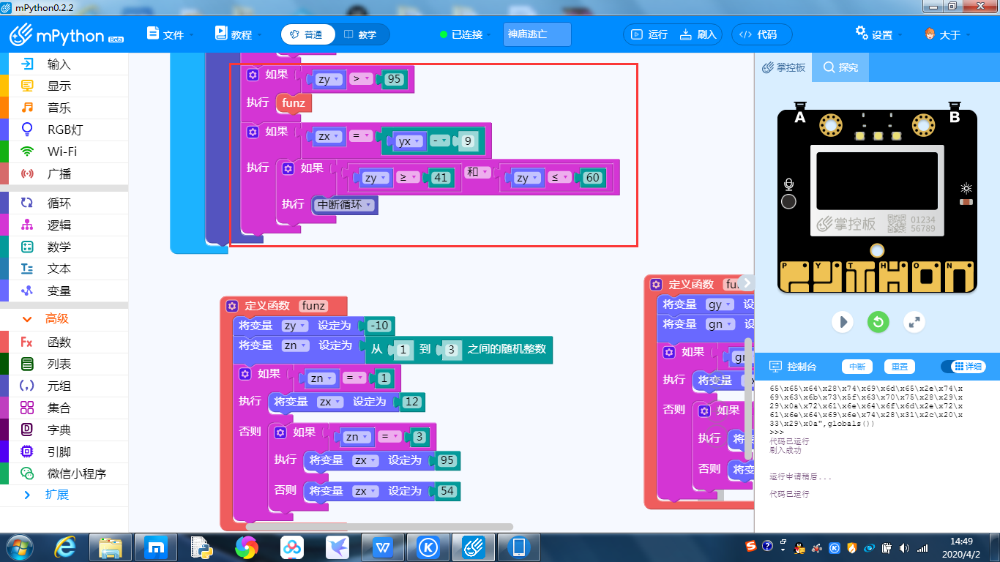 mPython0.2.2
mPython Beta 文件 教程 普通 教学 已连接 神庙逃亡 运行 刷入 </> 代码 设置 大于
输入
显示
音乐
RGB灯
Wi-Fi
广播
循环
逻辑
数学
文本
变量
高级
Fx 函数
列表
元组
集合
字典
引脚
微信小程序
扩展
如果 zy > 95
执行 funz
如果 zx = yx - 9
执行 如果 zy ≥ 41 和 zy ≤ 60
执行 中断循环
定义函数 funz
将变量 zy 设定为 -10
将变量 zn 设定为 从 1 到 3 之间的随机整数
如果 zn = 1
执行 将变量 zx 设定为 12
否则 如果 zn = 3
执行 将变量 zx 设定为 95
否则 将变量 zx 设定为 54
定义函数
将变量 gy
将变量 gn
如果
执行 将变量
否则 如果
执行
否则
掌控板 探究
A B
掌控板 01234
56789
P Y T H O N
控制台 中断 重置 详细
65\x65\x64\x28\x74\x69\x6d\x65\x2e\x74\x
69\x63\x6b\x73\x5f\x63\x70\x75\x28\x29\x
29\x0a\x72\x61\x6e\x64\x6f\x6d\x2e\x72\x
61\x6e\x64\x69\x6e\x74\x28\x31\x2c\x20\x
33\x29\x0a",globals())
>>>
代码已运行
刷入成功
运行中请稍后...
代码已运行
14:49
2020/4/2